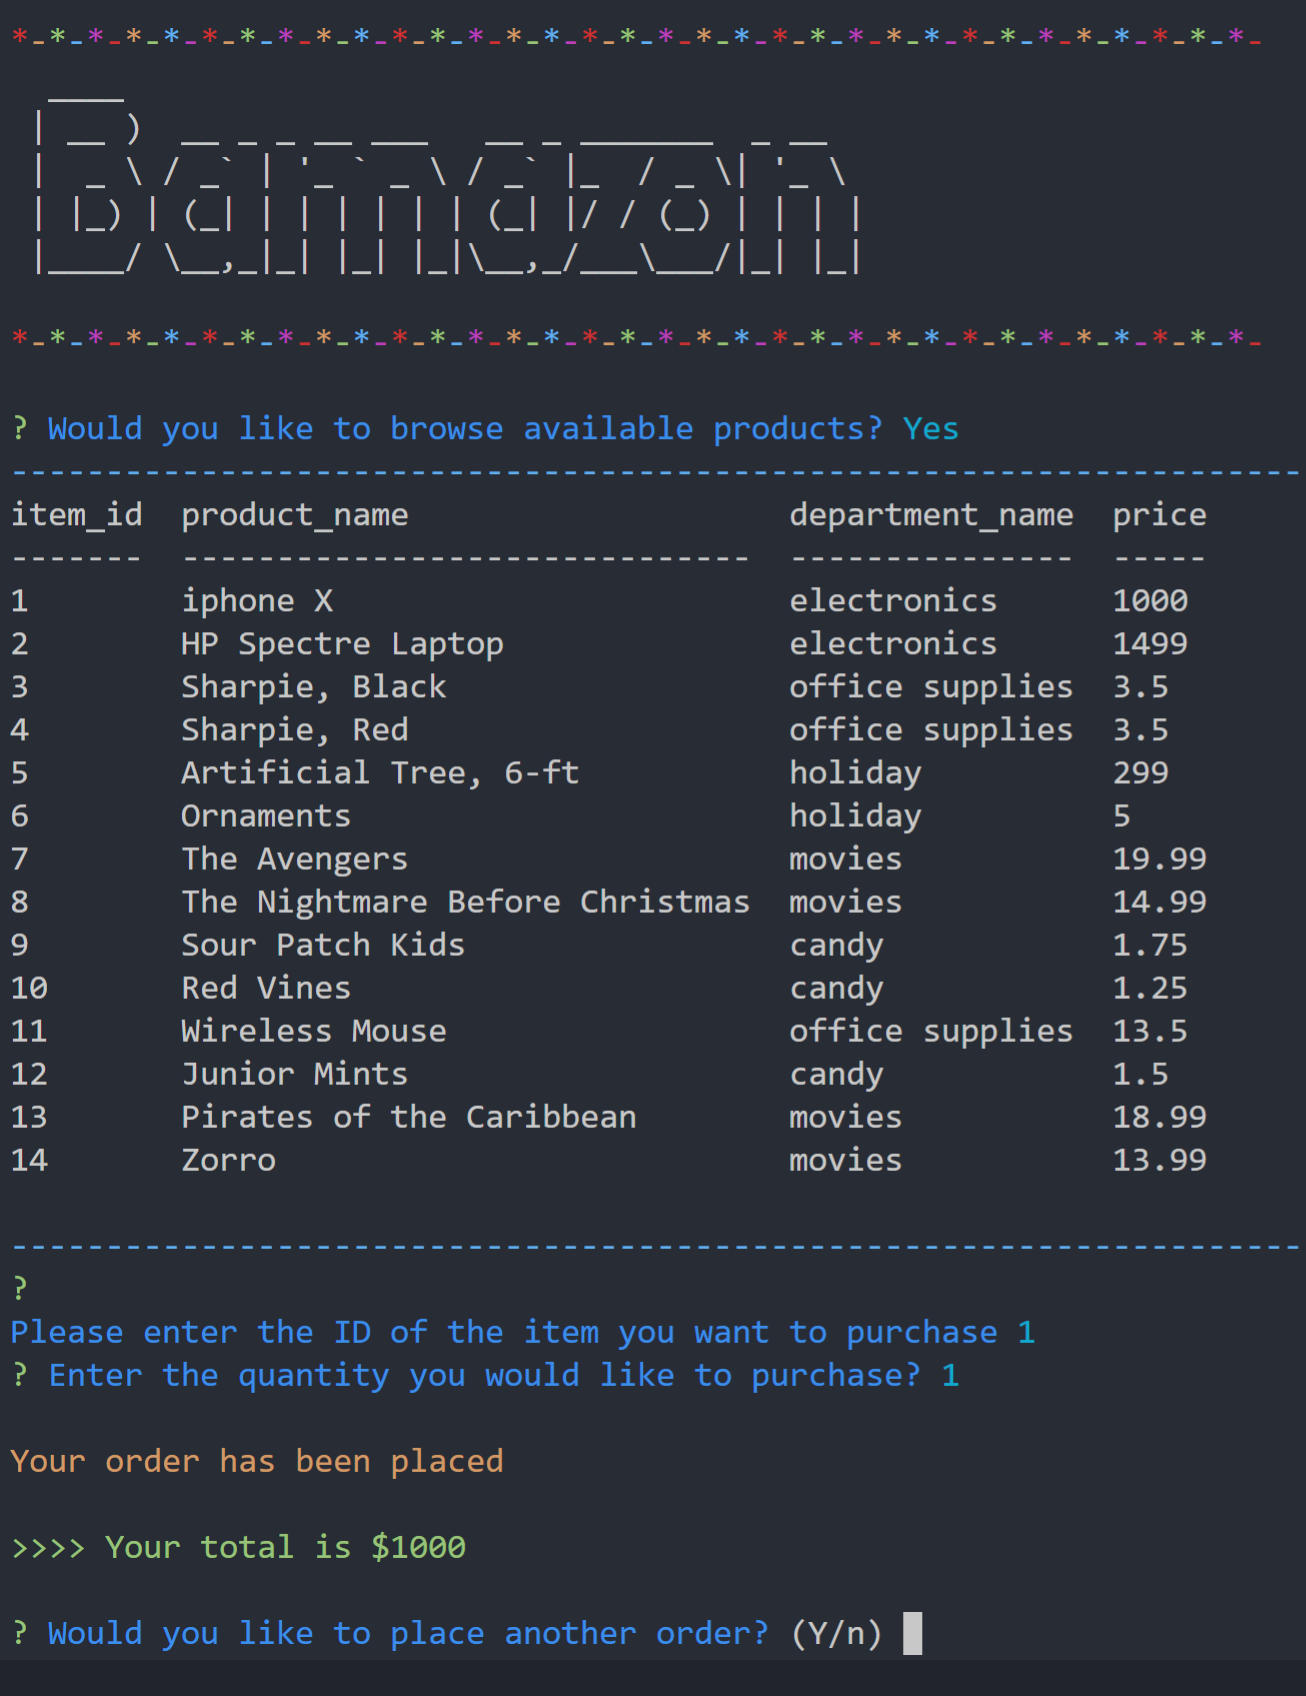 *-*-*-*-*-*-*-*-*-*-*-*-*-*-*-*-*-*-*-*-*-*-*-*-*-*-*-*-*-*-*-*-*-
Bamazon
*-*-*-*-*-*-*-*-*-*-*-*-*-*-*-*-*-*-*-*-*-*-*-*-*-*-*-*-*-*-*-*-*-
? Would you like to browse available products? Yes
--------------------------------------------------------------------
item_id  product_name                    department_name  price
-------  ------------------------------  ---------------  -----
1        iphone X                        electronics      1000
2        HP Spectre Laptop               electronics      1499
3        Sharpie, Black                  office supplies  3.5
4        Sharpie, Red                    office supplies  3.5
5        Artificial Tree, 6-ft           holiday          299
6        Ornaments                       holiday          5
7        The Avengers                    movies           19.99
8        The Nightmare Before Christmas  movies           14.99
9        Sour Patch Kids                 candy            1.75
10       Red Vines                       candy            1.25
11       Wireless Mouse                  office supplies  13.5
12       Junior Mints                    candy            1.5
13       Pirates of the Caribbean        movies           18.99
14       Zorro                           movies           13.99
--------------------------------------------------------------------
?
Please enter the ID of the item you want to purchase 1
? Enter the quantity you would like to purchase? 1
Your order has been placed
>>>> Your total is $1000
? Would you like to place another order? (Y/n)